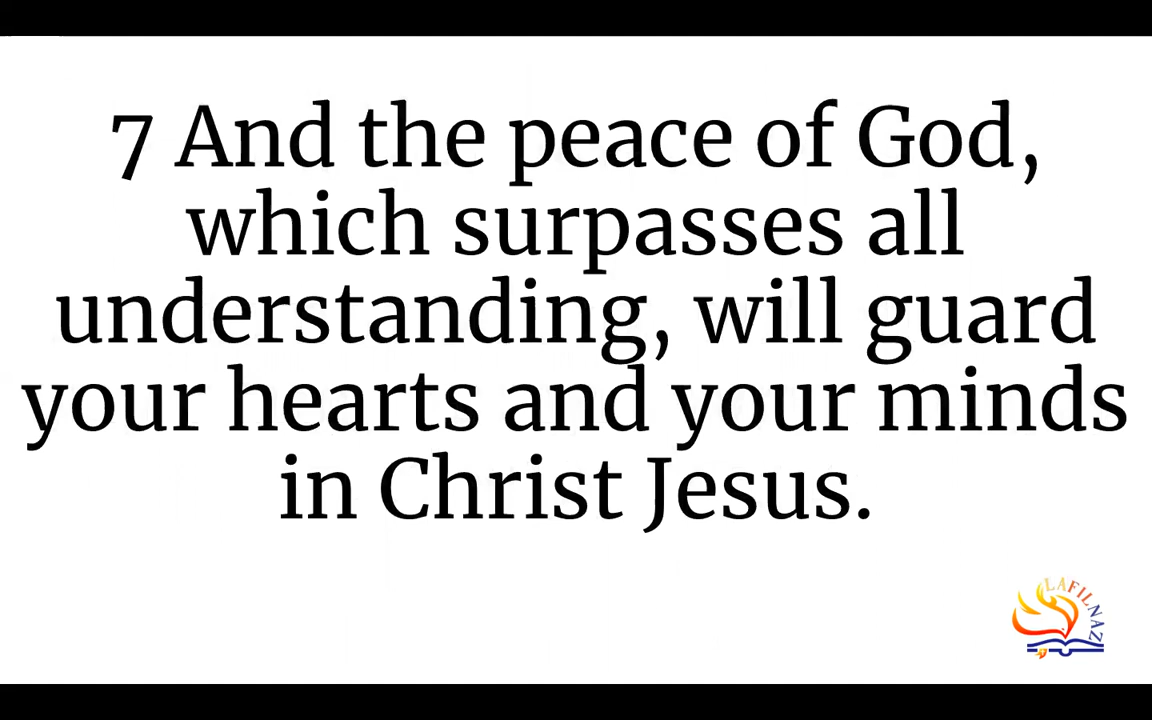 7 And the peace of God,
which surpasses all
understanding, will guard
your hearts and your minds
in Christ Jesus.
LAFILNAZ